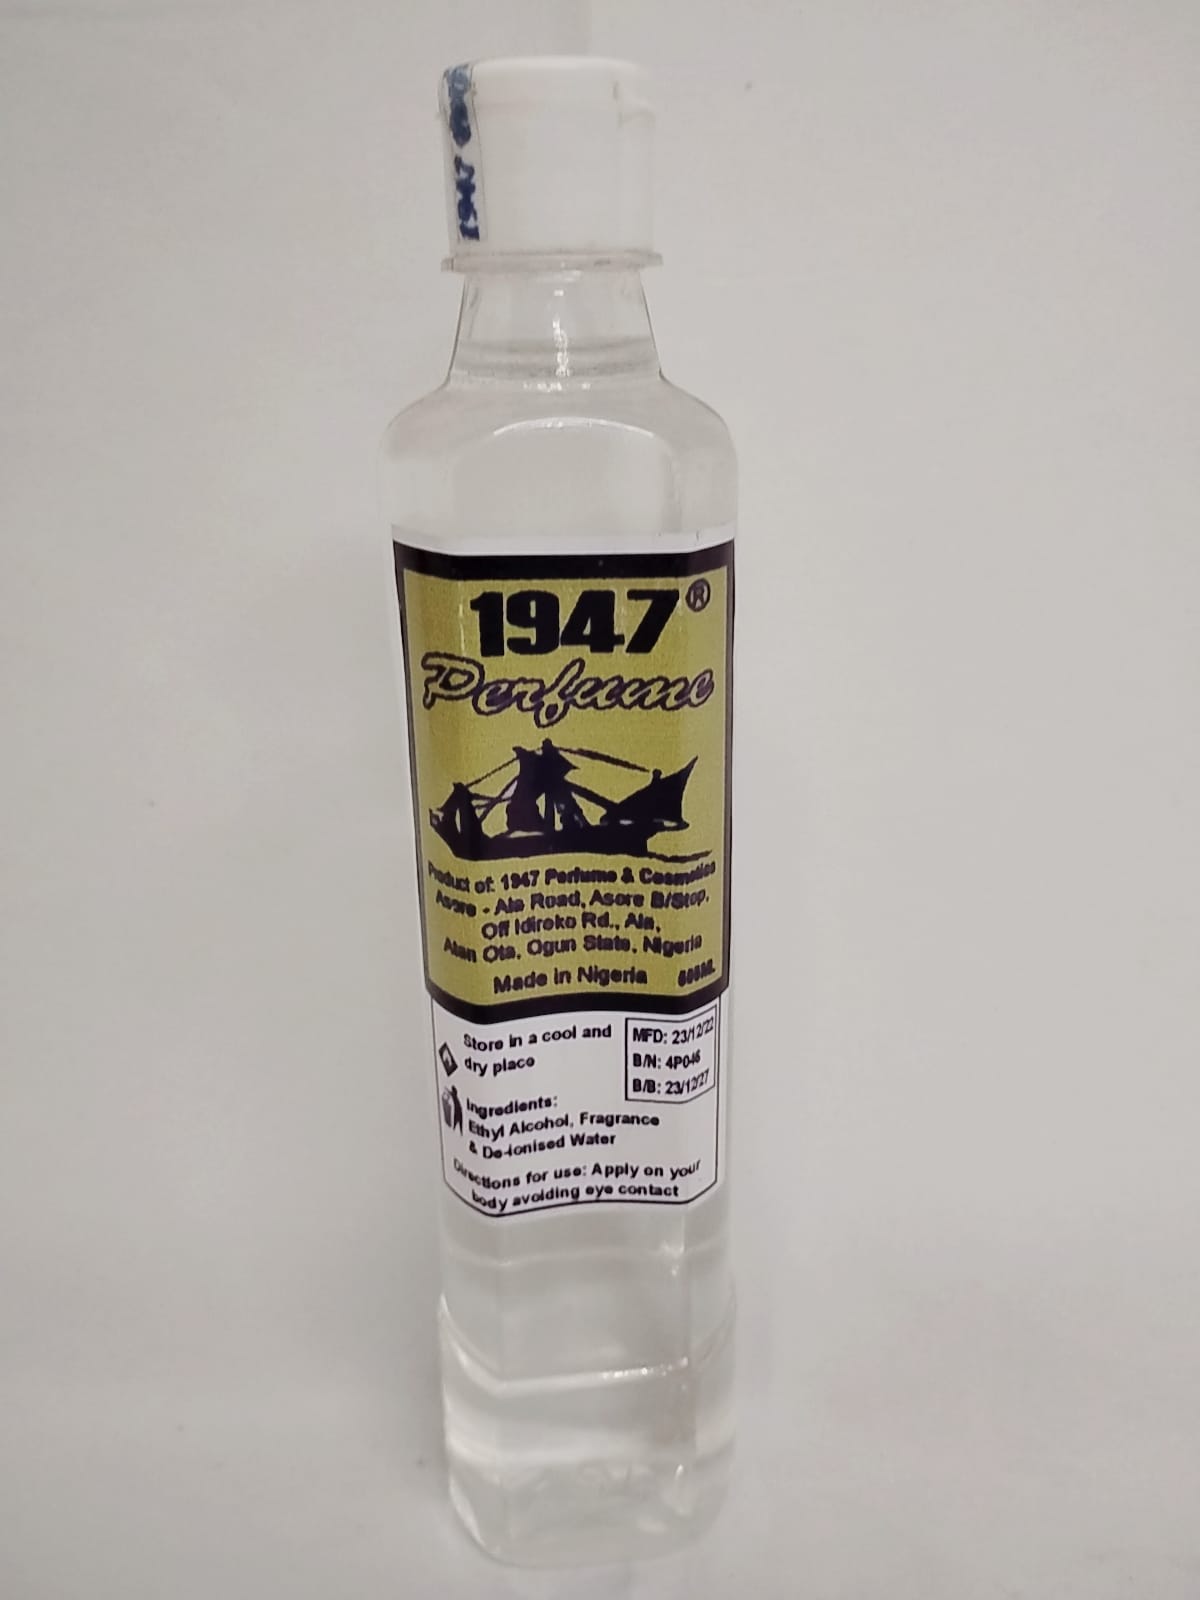 1947®
Perfume
Product of: 1947 Perfume & Cosmetics
Asore - Ala Road, Asore B/Stop,
Off Idiroko Rd., Ala,
Atan Ota, Ogun State, Nigeria
Made in Nigeria
Store in a cool and
dry place
MFD: 23/12/22
B/N: 4P046
B/B: 23/12/27
Ingredients:
Ethyl Alcohol, Fragrance
& De-ionised Water
Directions for use: Apply on your
body avoiding eye contact